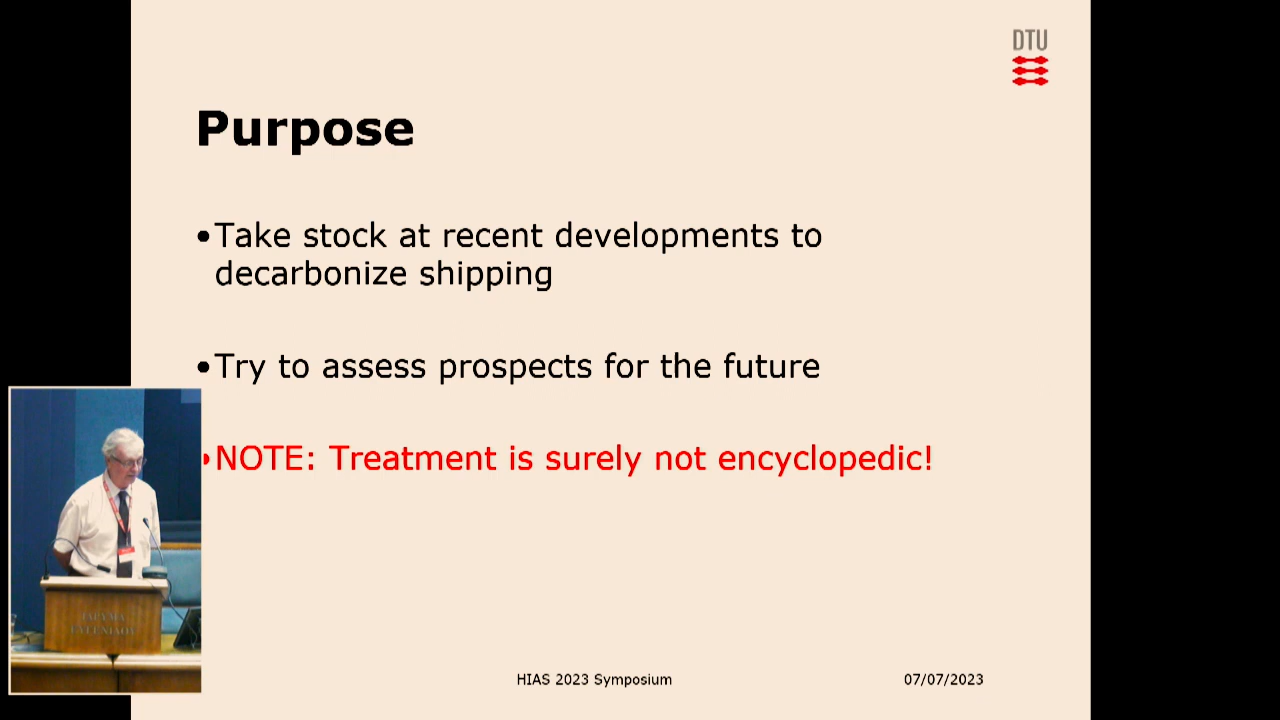 DTU
Purpose
•Take stock at recent developments to
decarbonize shipping
•Try to assess prospects for the future
•NOTE: Treatment is surely not encyclopedic!
HIAS 2023 Symposium
07/07/2023